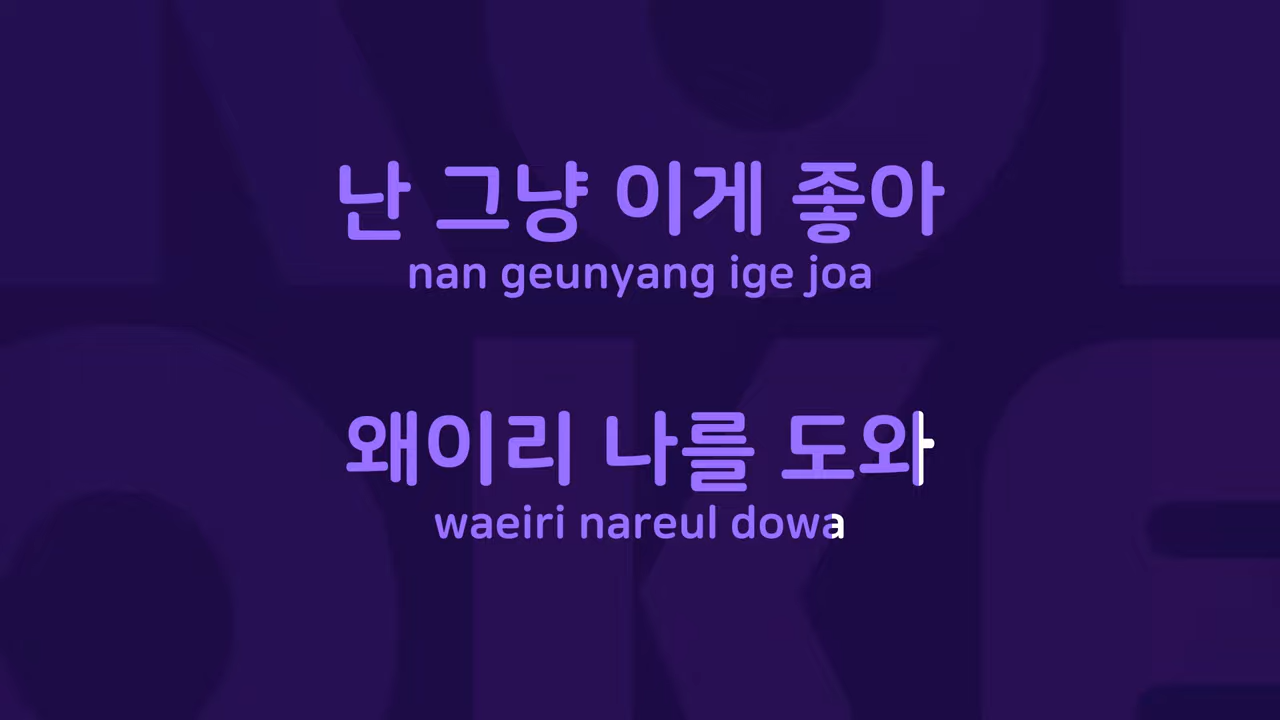 난 그냥 이게 좋아
nan geunyang ige joa
왜이리 나를 도와
waeiri nareul dowa